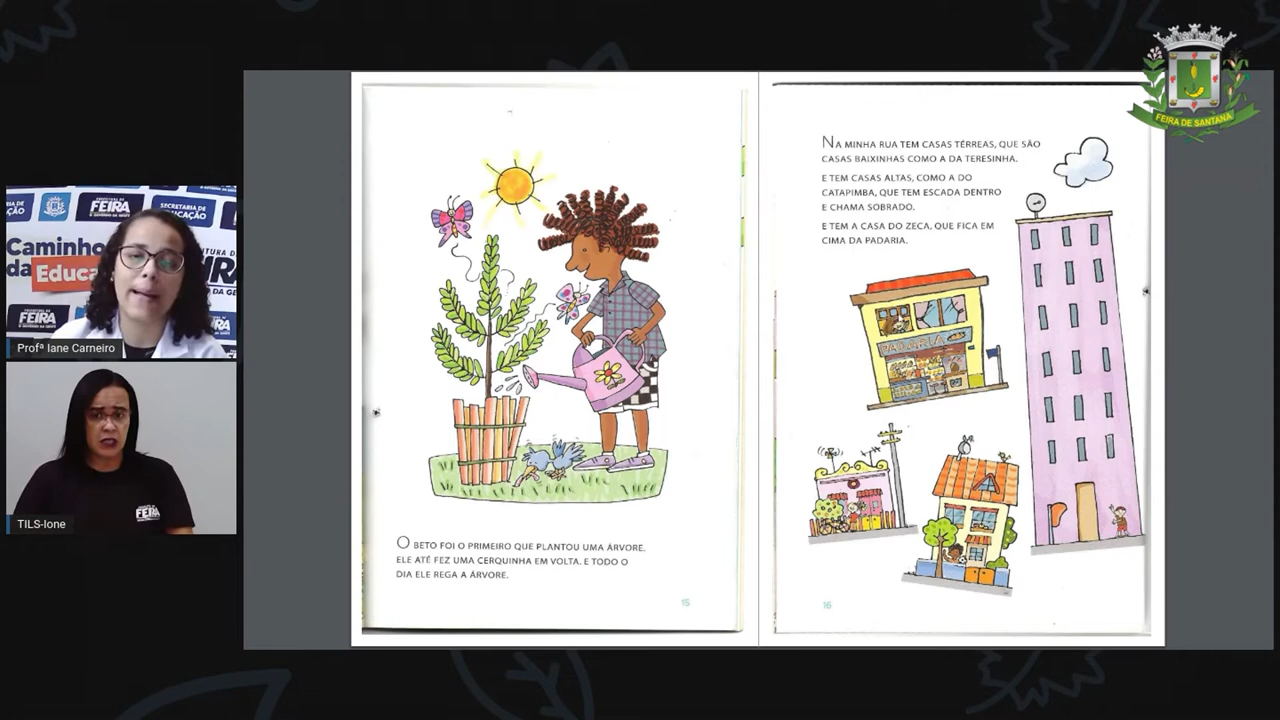 FEIRA DE SANTANA
FEIRA
SECRETARIA DE
EDUCAÇÃO
FEIRA
Caminho
da Educa
FEIRA
Profª Iane Carneiro
FEIRA
TILS-Ione
O BETO FOI O PRIMEIRO QUE PLANTOU UMA ÁRVORE.
ELE ATÉ FEZ UMA CERQUINHA EM VOLTA. E TODO O
DIA ELE REGA A ÁRVORE.
15
NA MINHA RUA TEM CASAS TÉRREAS, QUE SÃO
CASAS BAIXINHAS COMO A DA TERESINHA.
E TEM CASAS ALTAS, COMO A DO
CATAPIMBA, QUE TEM ESCADA DENTRO
E CHAMA SOBRADO.
E TEM A CASA DO ZECA, QUE FICA EM
CIMA DA PADARIA.
PADARIA
16